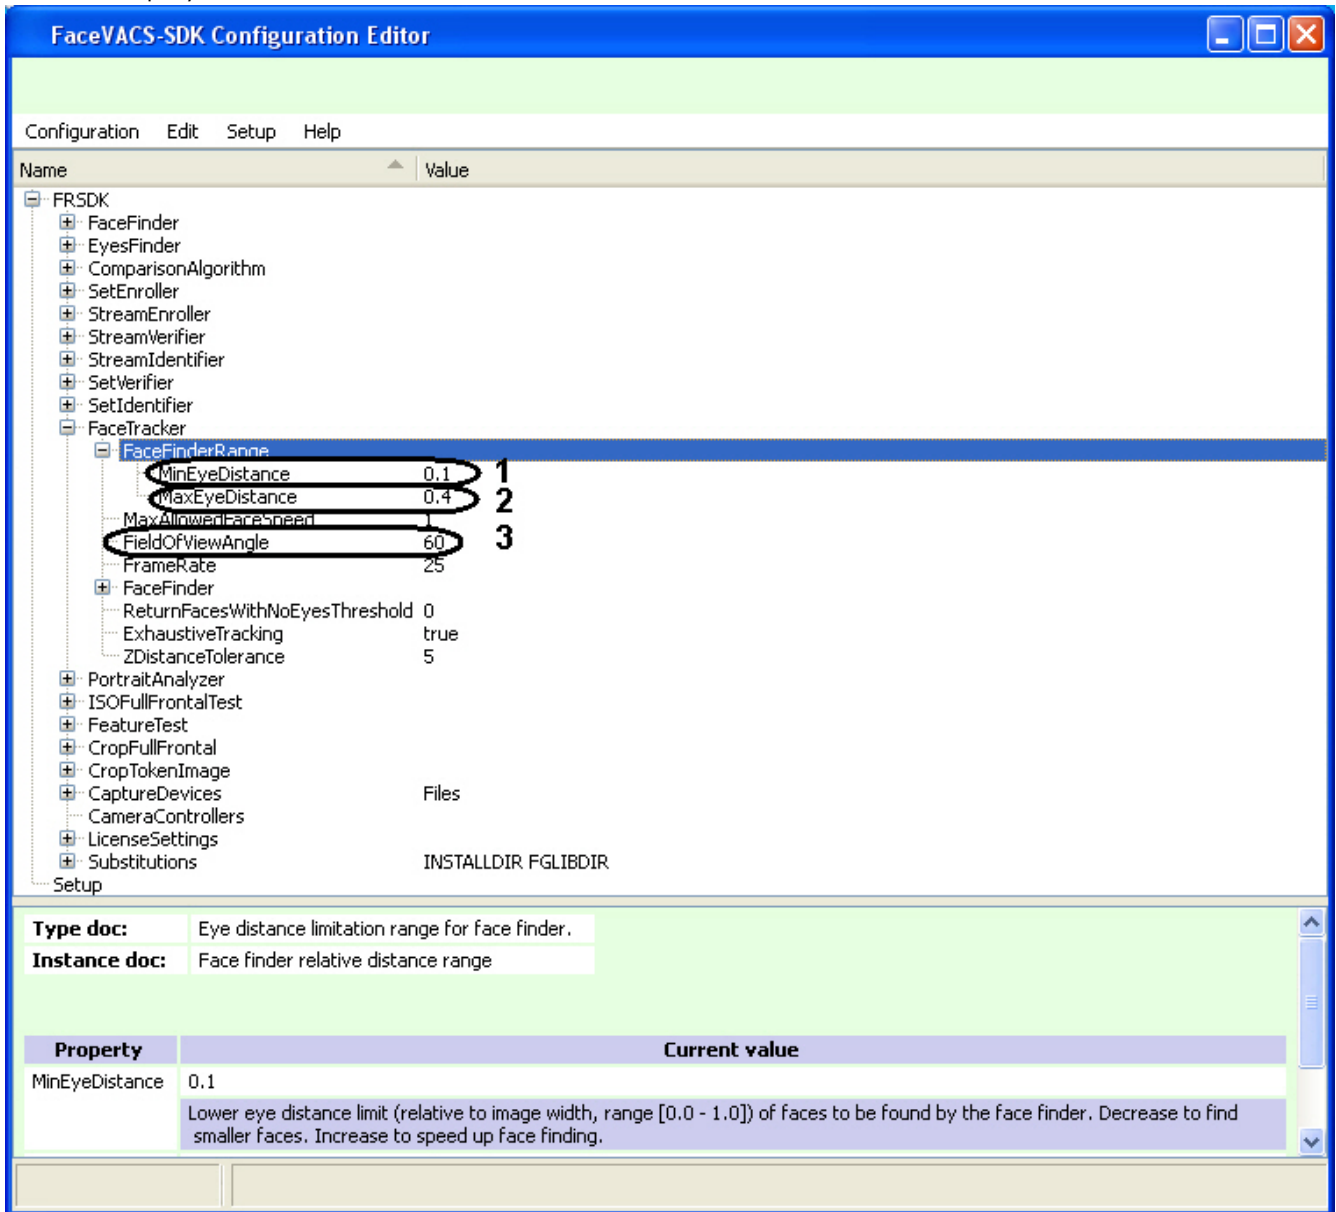 FaceVACS-SDK Configuration Editor
Configuration Edit Setup Help
Name Value
FRSDK
FaceFinder
EyesFinder
ComparisonAlgorithm
SetEnroller
StreamEnroller
StreamVerifier
StreamIdentifier
SetVerifier
SetIdentifier
FaceTracker
FaceFinderRange
MinEyeDistance 0.1 1
MaxEyeDistance 0.4 2
MaxAllowedFaceSpeed 1
FieldOfViewAngle 60 3
FrameRate 25
FaceFinder
ReturnFacesWithNoEyesThreshold 0
ExhaustiveTracking true
ZDistanceTolerance 5
PortraitAnalyzer
ISOFullFrontalTest
FeatureTest
CropFullFrontal
CropTokenImage
CaptureDevices Files
CameraControllers
LicenseSettings
Substitutions INSTALLDIR FGLIBDIR
Setup
Type doc: Eye distance limitation range for face finder.
Instance doc: Face finder relative distance range
Property Current value
MinEyeDistance 0.1
Lower eye distance limit (relative to image width, range [0.0 - 1.0]) of faces to be found by the face finder. Decrease to find
smaller faces. Increase to speed up face finding.